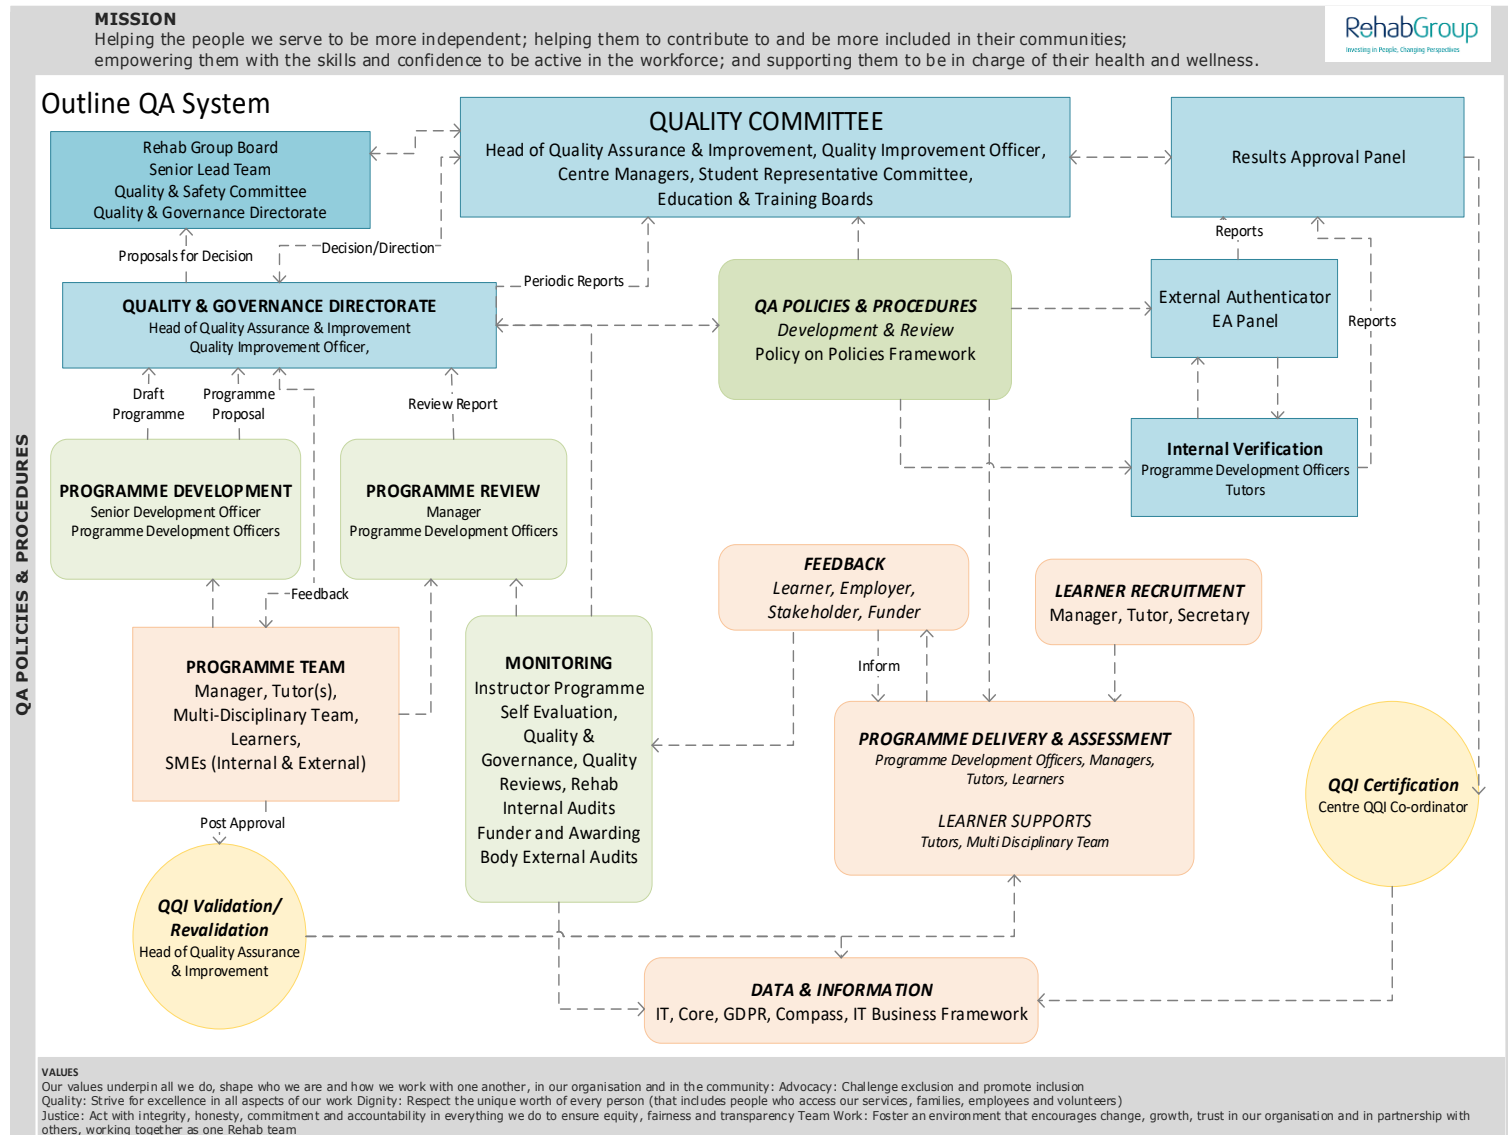 MISSION
Helping the people we serve to be more independent; helping them to contribute to and be more included in their communities;
empowering them with the skills and confidence to be active in the workforce; and supporting them to be in charge of their health and wellness.
RehabGroup
Investing in People, Changing Perspectives
Outline QA System
Rehab Group Board
Senior Lead Team
Quality & Safety Committee
Quality & Governance Directorate
QUALITY COMMITTEE
Head of Quality Assurance & Improvement, Quality Improvement Officer,
Centre Managers, Student Representative Committee,
Education & Training Boards
Results Approval Panel
Proposals for Decision
Decision/Direction
Periodic Reports
Reports
Reports
QUALITY & GOVERNANCE DIRECTORATE
Head of Quality Assurance & Improvement
Quality Improvement Officer,
QA POLICIES & PROCEDURES
Development & Review
Policy on Policies Framework
External Authenticator
EA Panel
Draft
Programme
Programme
Proposal
Review Report
Internal Verification
Programme Development Officers
Tutors
PROGRAMME DEVELOPMENT
Senior Development Officer
Programme Development Officers
PROGRAMME REVIEW
Manager
Programme Development Officers
QA POLICIES & PROCEDURES
Feedback
FEEDBACK
Learner, Employer,
Stakeholder, Funder
LEARNER RECRUITMENT
Manager, Tutor, Secretary
Inform
PROGRAMME TEAM
Manager, Tutor(s),
Multi-Disciplinary Team,
Learners,
SMEs (Internal & External)
MONITORING
Instructor Programme
Self Evaluation,
Quality &
Governance, Quality
Reviews, Rehab
Internal Audits
Funder and Awarding
Body External Audits
PROGRAMME DELIVERY & ASSESSMENT
Programme Development Officers, Managers,
Tutors, Learners
LEARNER SUPPORTS
Tutors, Multi Disciplinary Team
QQI Certification
Centre QQI Co-ordinator
Post Approval
QQI Validation/
Revalidation
Head of Quality Assurance
& Improvement
DATA & INFORMATION
IT, Core, GDPR, Compass, IT Business Framework
VALUES
Our values underpin all we do, shape who we are and how we work with one another, in our organisation and in the community: Advocacy: Challenge exclusion and promote inclusion
Quality: Strive for excellence in all aspects of our work Dignity: Respect the unique worth of every person (that includes people who access our services, families, employees and volunteers)
Justice: Act with integrity, honesty, commitment and accountability in everything we do to ensure equity, fairness and transparency Team Work: Foster an environment that encourages change, growth, trust in our organisation and in partnership with
others, working together as one Rehab team